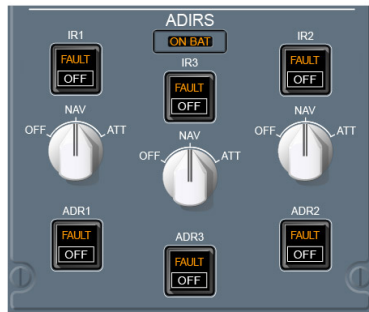 ADIRS
IR1
ON BAT
IR2
IR3
FAULT
OFF
FAULT
OFF
FAULT
OFF
NAV
OFF
ATT
NAV
OFF
ATT
NAV
OFF
ATT
ADR1
ADR3
ADR2
FAULT
OFF
FAULT
OFF
FAULT
OFF